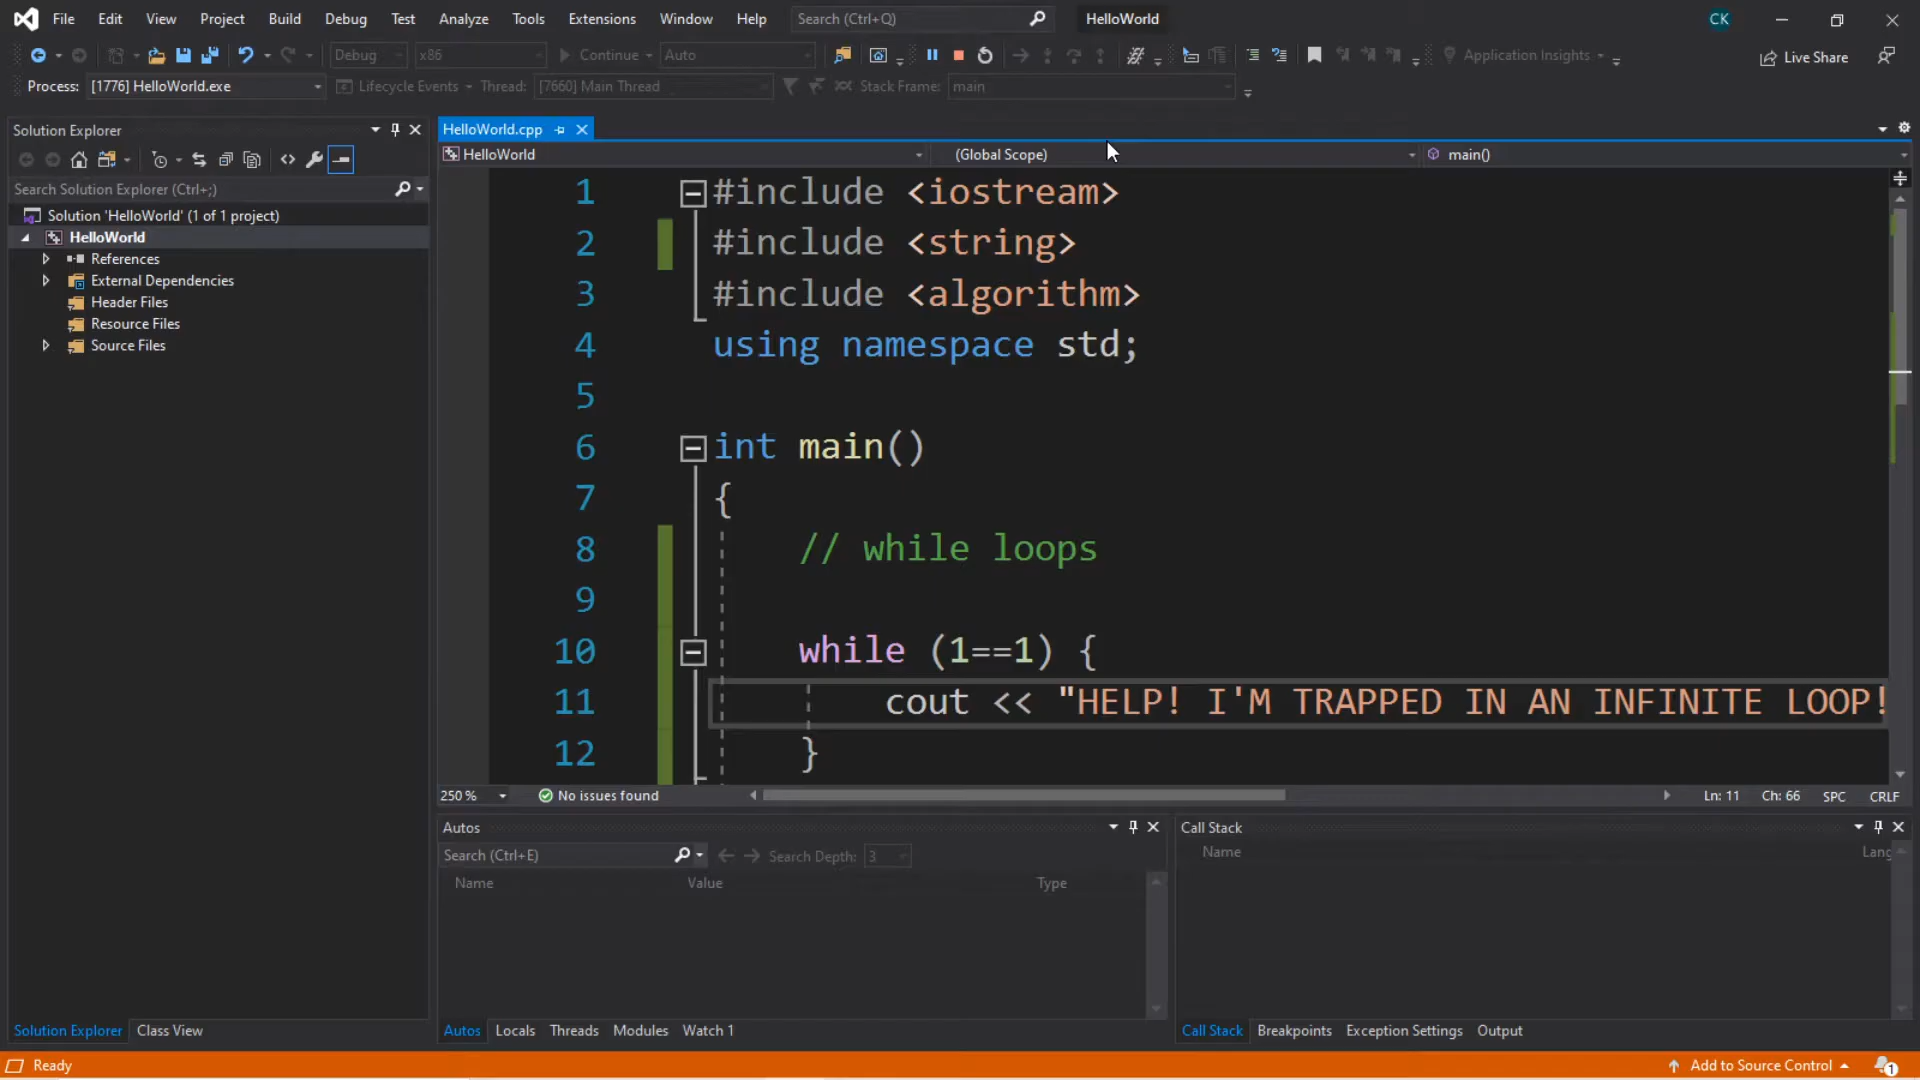 File Edit View Project Build Debug Test Analyze Tools Extensions Window Help Search (Ctrl+Q) HelloWorld CK
Debug x86 Continue Auto Application Insights Live Share
Process: [1776] HelloWorld.exe Lifecycle Events Thread: [7660] Main Thread Stack Frame: main
Solution Explorer
Search Solution Explorer (Ctrl+;)
Solution 'HelloWorld' (1 of 1 project)
HelloWorld
References
External Dependencies
Header Files
Resource Files
Source Files
Solution Explorer Class View
HelloWorld.cpp
HelloWorld (Global Scope) main()
1 #include <iostream>
2 #include <string>
3 #include <algorithm>
4 using namespace std;
5
6 int main()
7 {
8 // while loops
9
10 while (1==1) {
11 cout << "HELP! I'M TRAPPED IN AN INFINITE LOOP!
12 }
250 % No issues found Ln: 11 Ch: 66 SPC CRLF
Autos
Search (Ctrl+E) Search Depth: 3
Name Value Type
Autos Locals Threads Modules Watch 1
Call Stack
Name Lang
Call Stack Breakpoints Exception Settings Output
Ready Add to Source Control 1